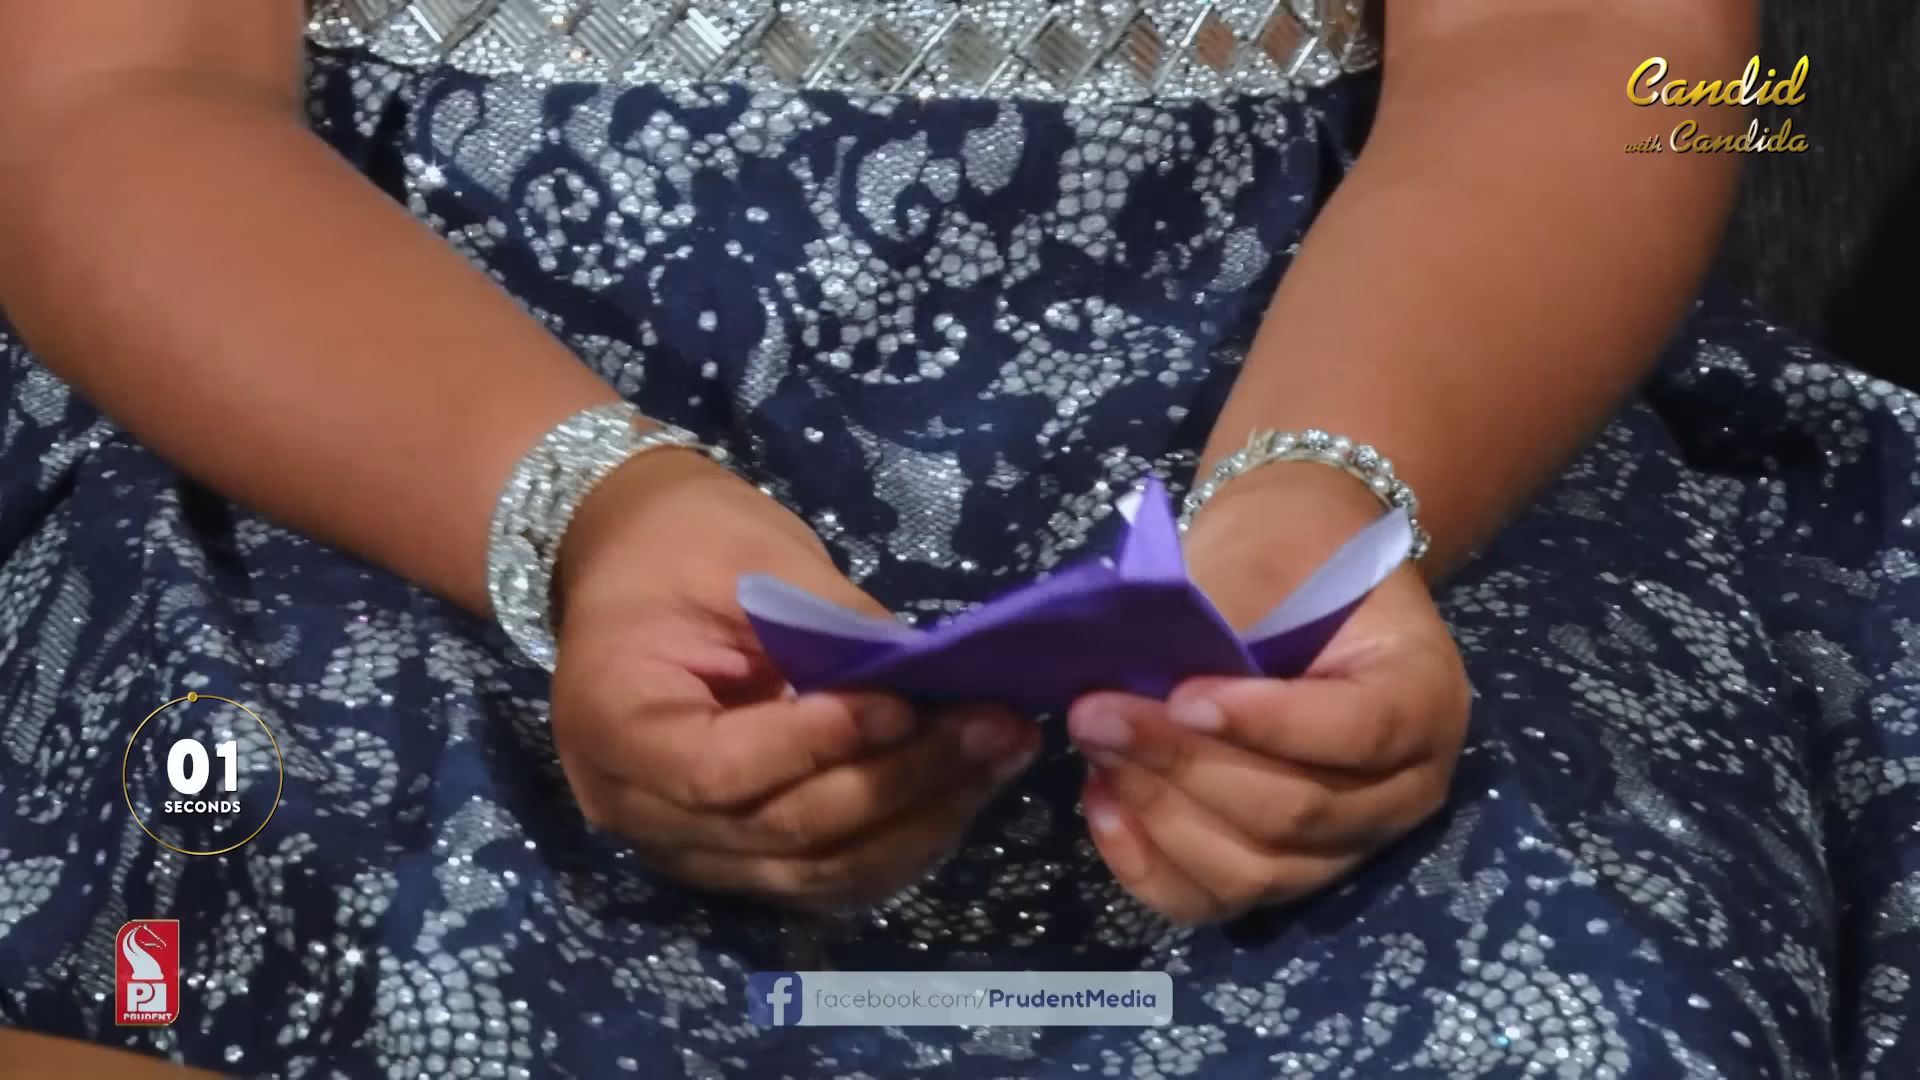 Candid
with Candida
01
SECONDS
PRUDENT
facebook.com/PrudentMedia